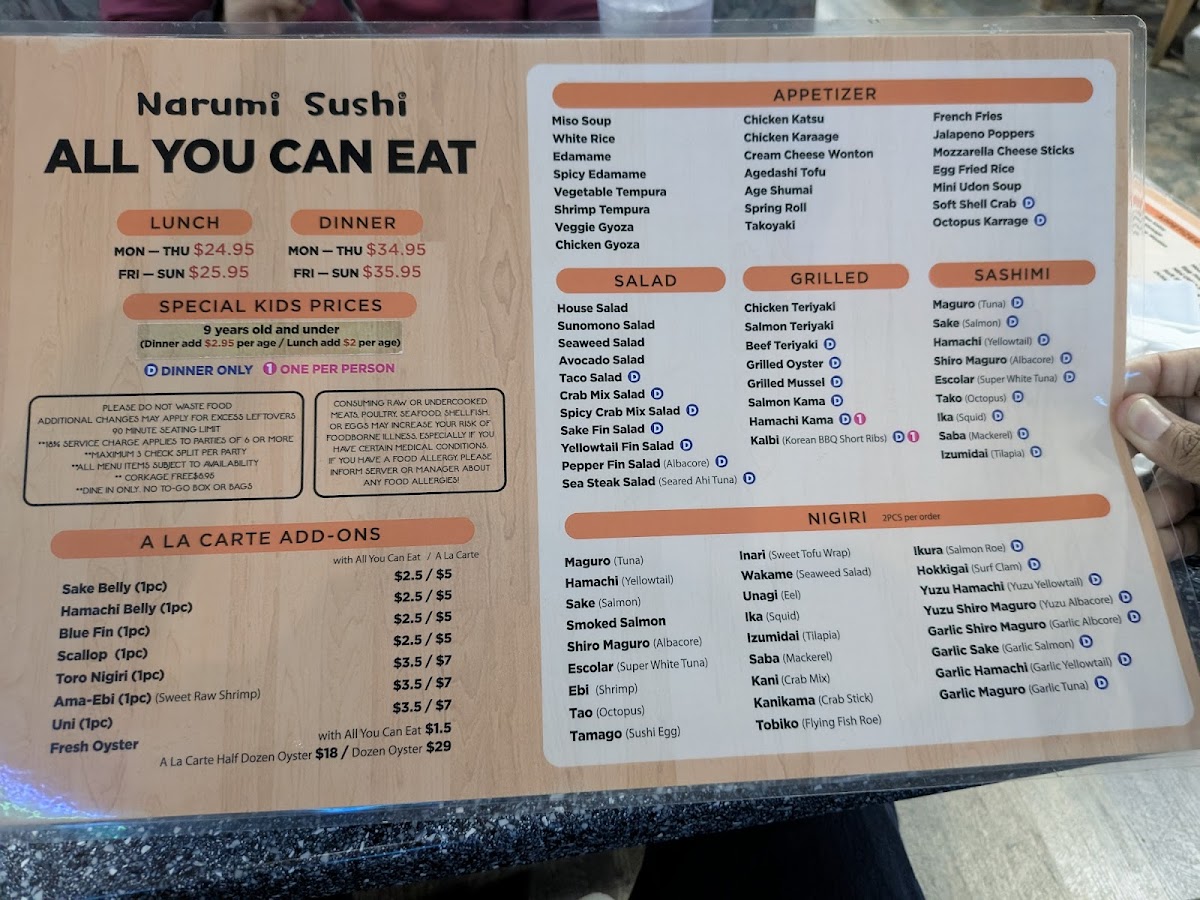 Narumi Sushi
ALL YOU CAN EAT
LUNCH
MON — THU $24.95
FRI — SUN $25.95
DINNER
MON — THU $34.95
FRI — SUN $35.95
SPECIAL KIDS PRICES
9 years old and under
(Dinner add $2.95 per age / Lunch add $2 per age)
D DINNER ONLY 1 ONE PER PERSON
PLEASE DO NOT WASTE FOOD
ADDITIONAL CHANGES MAY APPLY FOR EXCESS LEFTOVERS
90 MINUTE SEATING LIMIT
**18% SERVICE CHARGE APPLIES TO PARTIES OF 6 OR MORE
**MAXIMUM 3 CHECK SPLIT PER PARTY
**ALL MENU ITEMS SUBJECT TO AVAILABILITY
** CORKAGE FREE$6.95
**DINE IN ONLY. NO TO-GO BOX OR BAGS
CONSUMING RAW OR UNDERCOOKED
MEATS, POULTRY, SEAFOOD, SHELLFISH,
OR EGGS MAY INCREASE YOUR RISK OF
FOODBORNE ILLNESS, ESPECIALLY IF YOU
HAVE CERTAIN MEDICAL CONDITIONS.
IF YOU HAVE A FOOD ALLERGY, PLEASE
INFORM SERVER OR MANAGER ABOUT
ANY FOOD ALLERGIES!
A LA CARTE ADD-ONS
with All You Can Eat / A La Carte
Sake Belly (1pc) $2.5 / $5
Hamachi Belly (1pc) $2.5 / $5
Blue Fin (1pc) $2.5 / $5
Scallop (1pc) $2.5 / $5
Toro Nigiri (1pc) $3.5 / $7
Ama-Ebi (1pc) (Sweet Raw Shrimp) $3.5 / $7
Uni (1pc) $3.5 / $7
Fresh Oyster with All You Can Eat $1.5
A La Carte Half Dozen Oyster $18 / Dozen Oyster $29
APPETIZER
Miso Soup
White Rice
Edamame
Spicy Edamame
Vegetable Tempura
Shrimp Tempura
Veggie Gyoza
Chicken Gyoza
Chicken Katsu
Chicken Karaage
Cream Cheese Wonton
Agedashi Tofu
Age Shumai
Spring Roll
Takoyaki
French Fries
Jalapeno Poppers
Mozzarella Cheese Sticks
Egg Fried Rice
Mini Udon Soup
Soft Shell Crab D
Octopus Karrage D
SALAD
House Salad
Sunomono Salad
Seaweed Salad
Avocado Salad
Taco Salad D
Crab Mix Salad D
Spicy Crab Mix Salad D
Sake Fin Salad D
Yellowtail Fin Salad D
Pepper Fin Salad (Albacore) D
Sea Steak Salad (Seared Ahi Tuna) D
GRILLED
Chicken Teriyaki
Salmon Teriyaki
Beef Teriyaki D
Grilled Oyster D
Grilled Mussel D
Salmon Kama D
Hamachi Kama D 1
Kalbi (Korean BBQ Short Ribs) D 1
SASHIMI
Maguro (Tuna) D
Sake (Salmon) D
Hamachi (Yellowtail) D
Shiro Maguro (Albacore) D
Escolar (Super White Tuna) D
Tako (Octopus) D
Ika (Squid) D
Saba (Mackerel) D
Izumidai (Tilapia) D
NIGIRI 2PCS per order
Maguro (Tuna)
Hamachi (Yellowtail)
Sake (Salmon)
Smoked Salmon
Shiro Maguro (Albacore)
Escolar (Super White Tuna)
Ebi (Shrimp)
Tao (Octopus)
Tamago (Sushi Egg)
Inari (Sweet Tofu Wrap)
Wakame (Seaweed Salad)
Unagi (Eel)
Ika (Squid)
Izumidai (Tilapia)
Saba (Mackerel)
Kani (Crab Mix)
Kanikama (Crab Stick)
Tobiko (Flying Fish Roe)
Ikura (Salmon Roe) D
Hokkigai (Surf Clam) D
Yuzu Hamachi (Yuzu Yellowtail) D
Yuzu Shiro Maguro (Yuzu Albacore) D
Garlic Shiro Maguro (Garlic Albcore) D
Garlic Sake (Garlic Salmon) D
Garlic Hamachi (Garlic Yellowtail) D
Garlic Maguro (Garlic Tuna) D